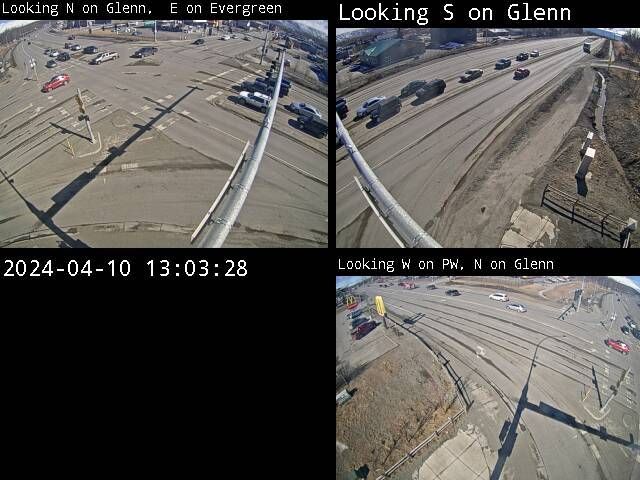 Looking N on Glenn,  E on Evergreen
Looking S on Glenn
2024-04-10 13:03:28
Looking W on PW, N on Glenn